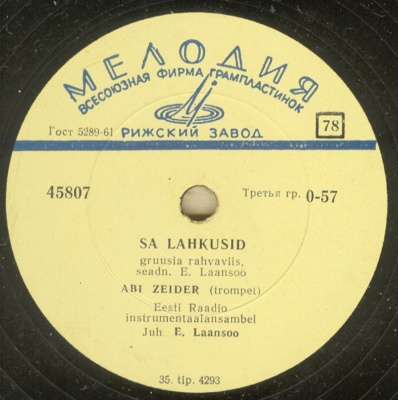 МЕЛОДИЯ
ВСЕСОЮЗНАЯ ФИРМА ГРАМПЛАСТИНОК
Гост 5289-61 РИЖСКИЙ ЗАВОД 78
45807 Третья гр. 0-57
SA LAHKUSID
gruusia rahvaviis,
seadn. E. Laansoo
ABI ZEIDER (trompet)
Eesti Raadio
instrumentaalansambel
Juh. E. Laansoo
35. tip. 4293